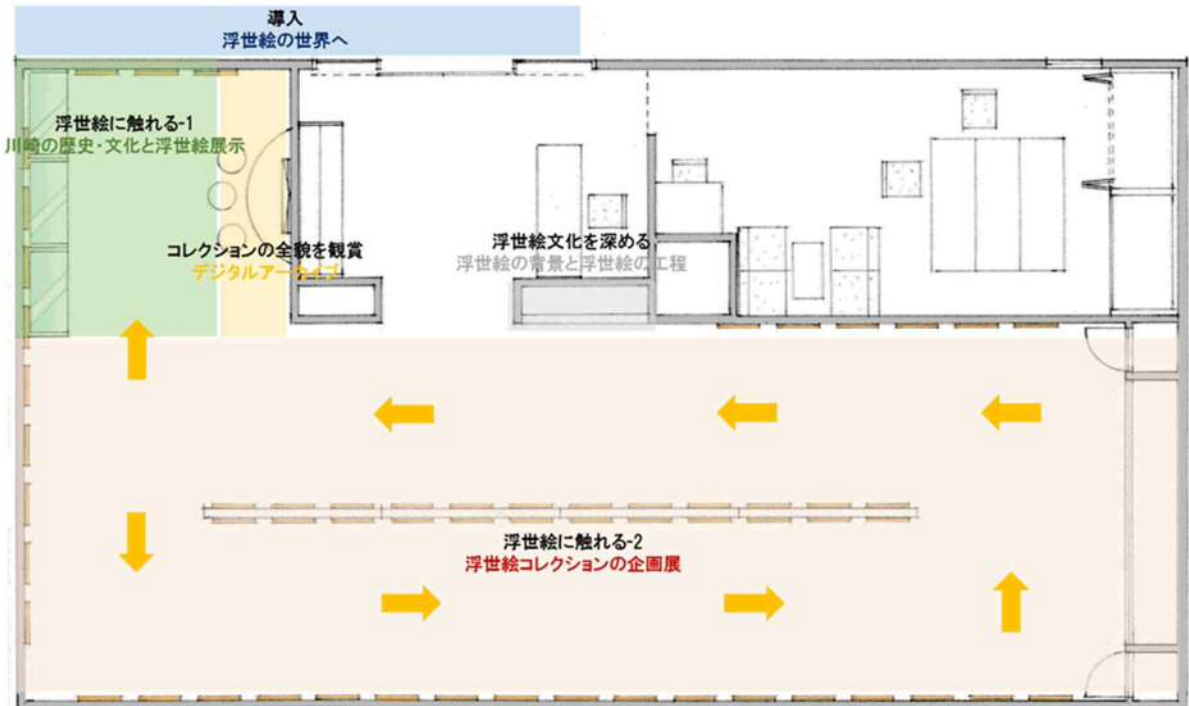 導入
浮世絵の世界へ
浮世絵に触れる-1
川崎の歴史・文化と浮世絵展示
コレクションの全貌を観賞
デジタルアーカイブ
浮世絵文化を深める
浮世絵の背景と浮世絵の工程
浮世絵に触れる-2
浮世絵コレクションの企画展